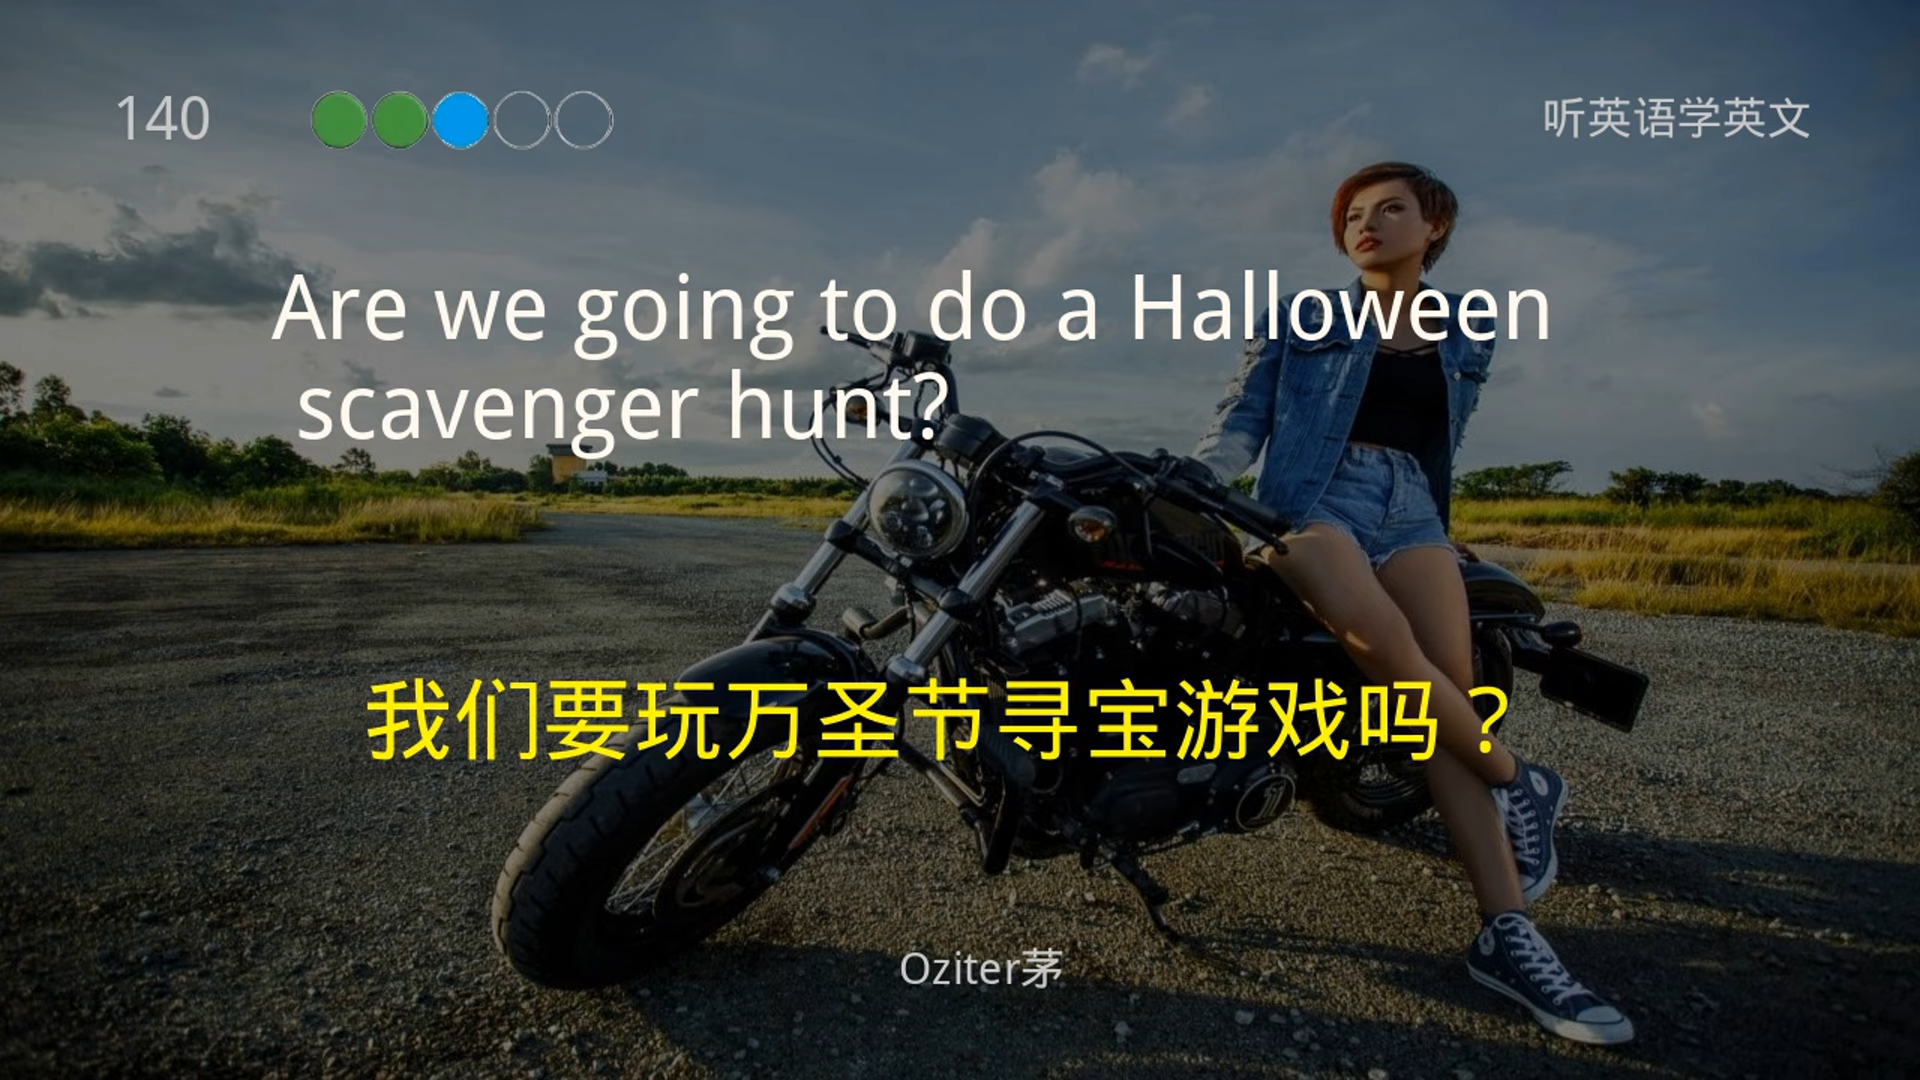 140
听英语学英文
Are we going to do a Halloween
scavenger hunt?
我们要玩万圣节寻宝游戏吗？
Oziter茅